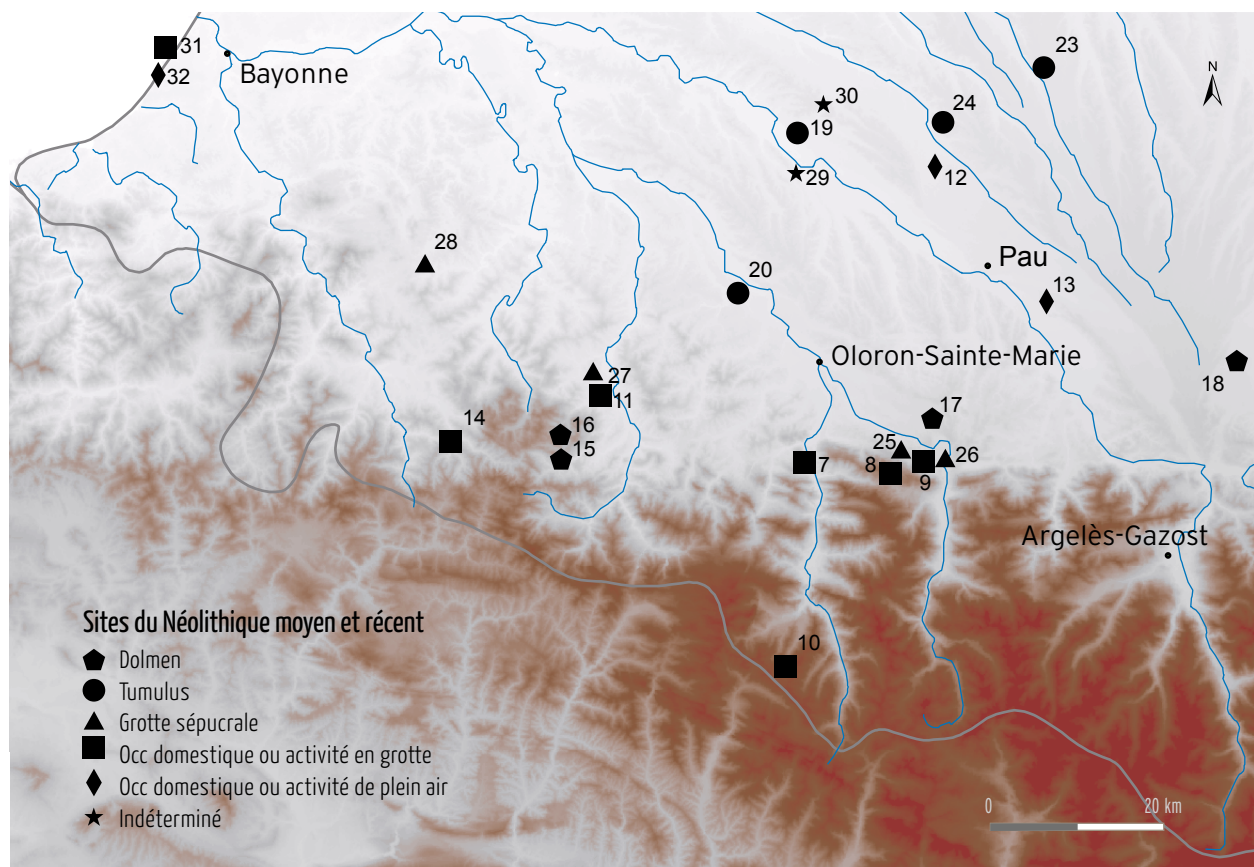 31
32
Bayonne
23
N
30
24
19
12
29
28
Pau
20
13
Oloron-Sainte-Marie
18
27
11
17
14
16
15
25
26
7
8
9
Argelès-Gazost
10
Sites du Néolithique moyen et récent
Dolmen
Tumulus
Grotte sépucrale
Occ domestique ou activité en grotte
Occ domestique ou activité de plein air
Indéterminé
0 20 km